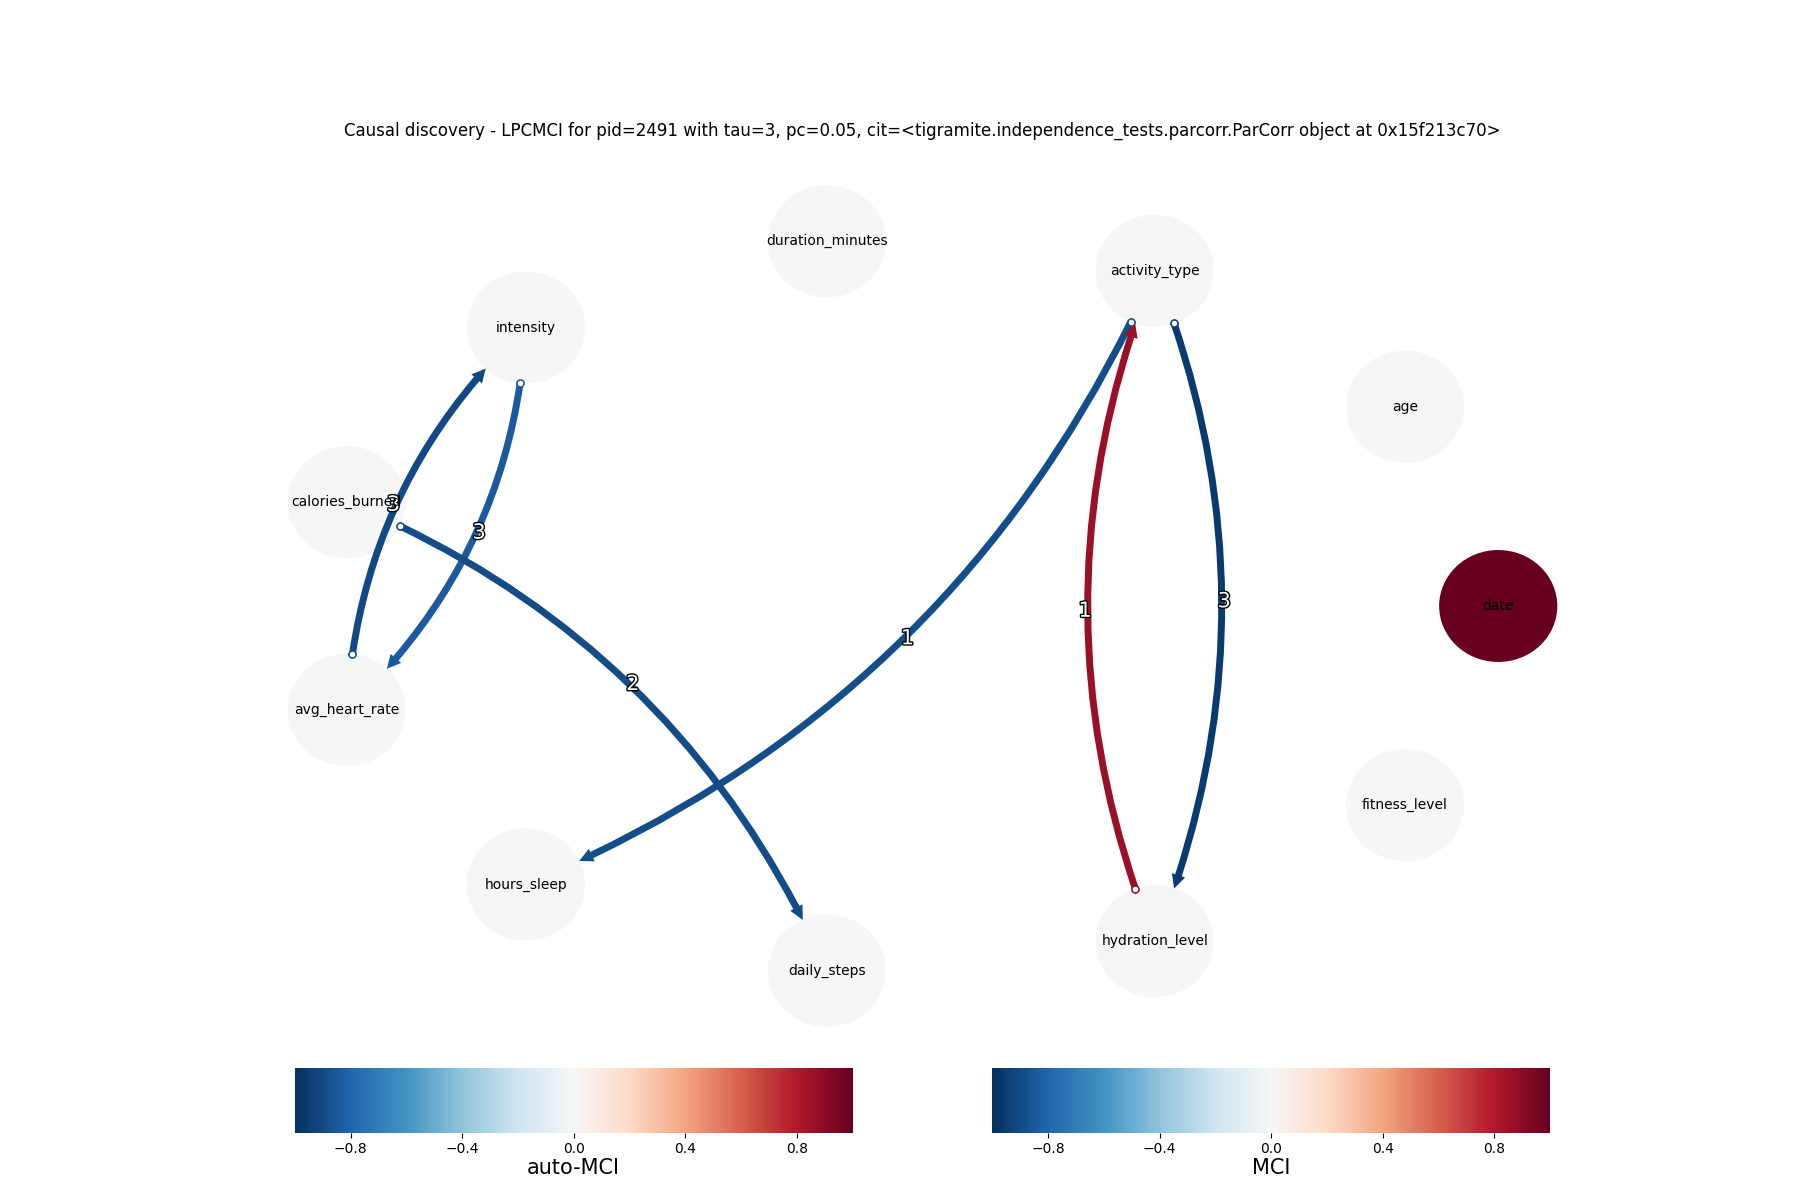 Causal discovery - LPCMCI for pid=2491 with tau=3, pc=0.05, cit=<tigramite.independence_tests.parcorr.ParCorr object at 0x15f213c70>
duration_minutes
activity_type
intensity
age
calories_burned
3
3
1
3
date
1
1
2
avg_heart_rate
fitness_level
hours_sleep
hydration_level
daily_steps
−0.8 −0.4 0.0 0.4 0.8
auto-MCI
−0.8 −0.4 0.0 0.4 0.8
MCI